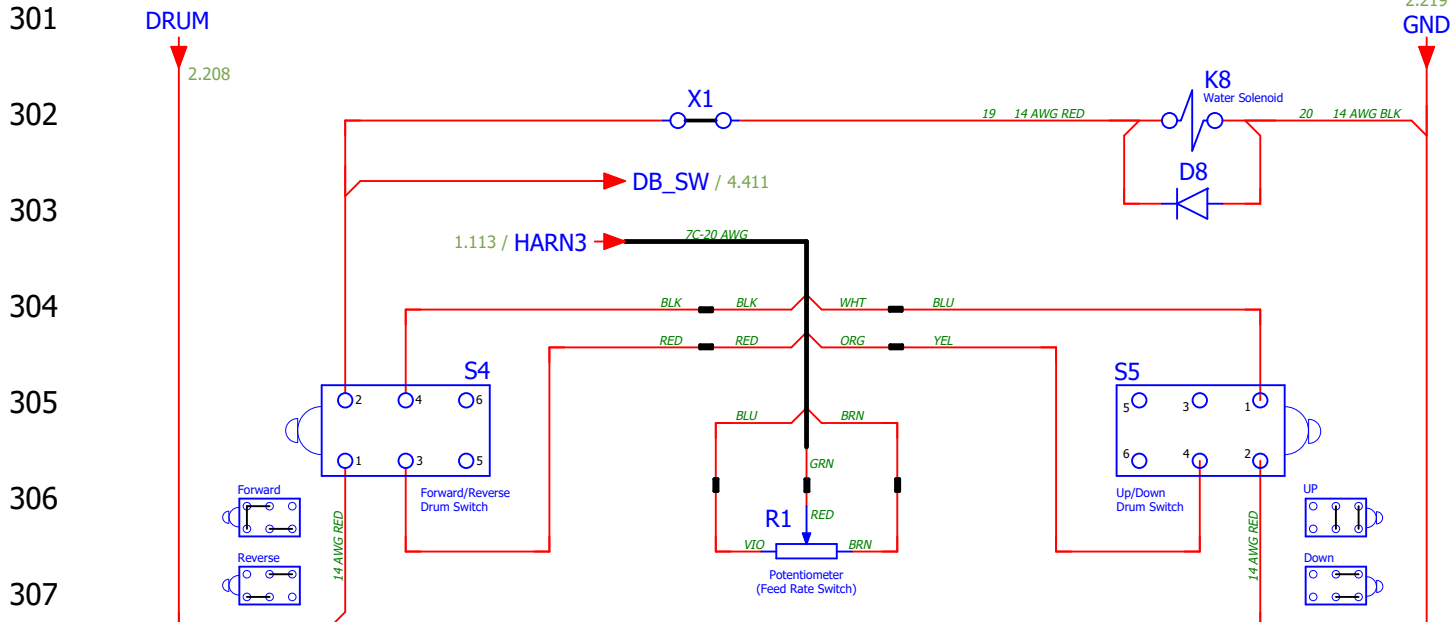 2.219
301
DRUM
GND
2.208
302
X1
19 14 AWG RED
K8
Water Solenoid
20 14 AWG BLK
DB_SW / 4.411
D8
303
1.113 / HARN3
7C-20 AWG
304
BLK BLK WHT BLU
RED RED ORG YEL
S4
S5
305
2 4 6
5 3 1
1 3 5
6 4 2
BLU BRN
GRN
306
Forward
Forward/Reverse
Drum Switch
Up/Down
Drum Switch
UP
R1
RED
VIO BRN
14 AWG RED
14 AWG RED
Reverse
Down
Potentiometer
(Feed Rate Switch)
307